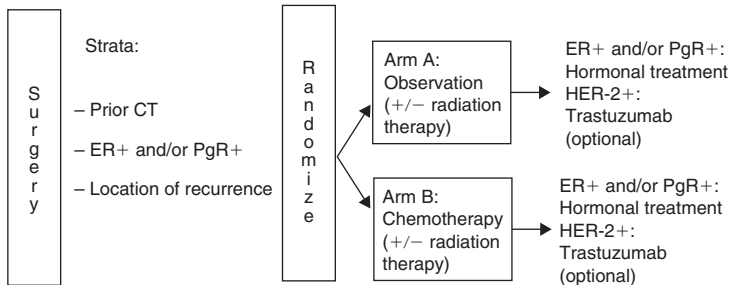 Surgery
Strata:
– Prior CT
– ER+ and/or PgR+
– Location of recurrence
Randomize
Arm A:
Observation
(+/− radiation
therapy)
ER+ and/or PgR+:
Hormonal treatment
HER-2+:
Trastuzumab
(optional)
Arm B:
Chemotherapy
(+/− radiation
therapy)
ER+ and/or PgR+:
Hormonal treatment
HER-2+:
Trastuzumab
(optional)